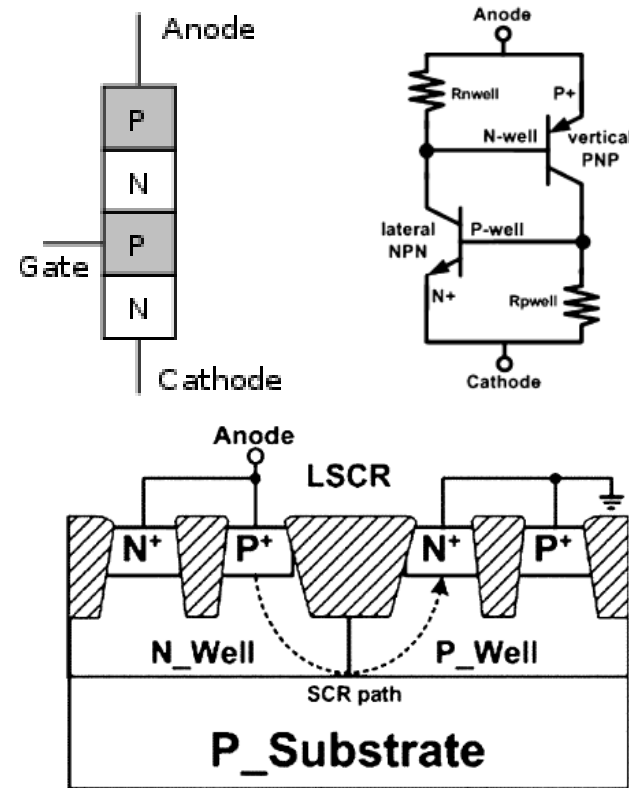 Anode
P
N
P
Gate
N
Cathode
Anode
Rnwell
P+
N-well
vertical
PNP
lateral
NPN
P-well
N+
Rpwell
Cathode
Anode
LSCR
N+
P+
N+
P+
N_Well
P_Well
SCR path
P_Substrate